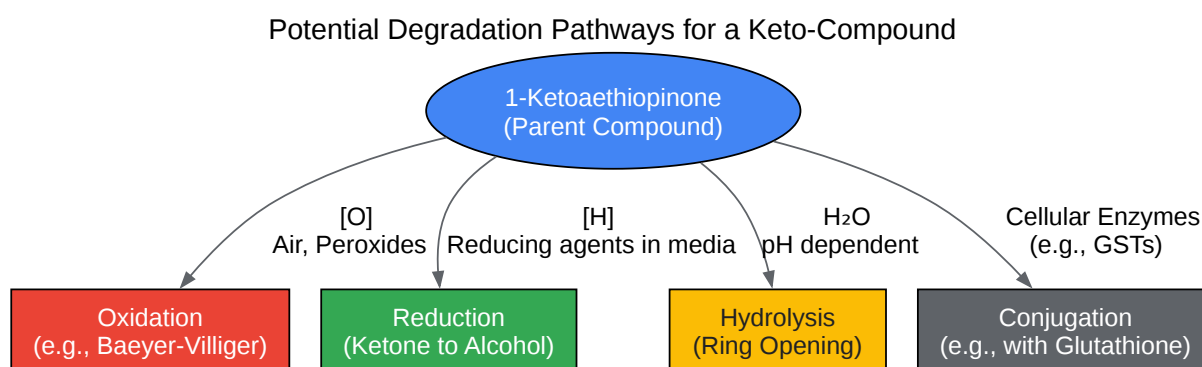 Potential Degradation Pathways for a Keto-Compound
1-Ketoaethiopinone
(Parent Compound)
[O]
Air, Peroxides
[H]
Reducing agents in media
H₂O
pH dependent
Cellular Enzymes
(e.g., GSTs)
Oxidation
(e.g., Baeyer-Villiger)
Reduction
(Ketone to Alcohol)
Hydrolysis
(Ring Opening)
Conjugation
(e.g., with Glutathione)